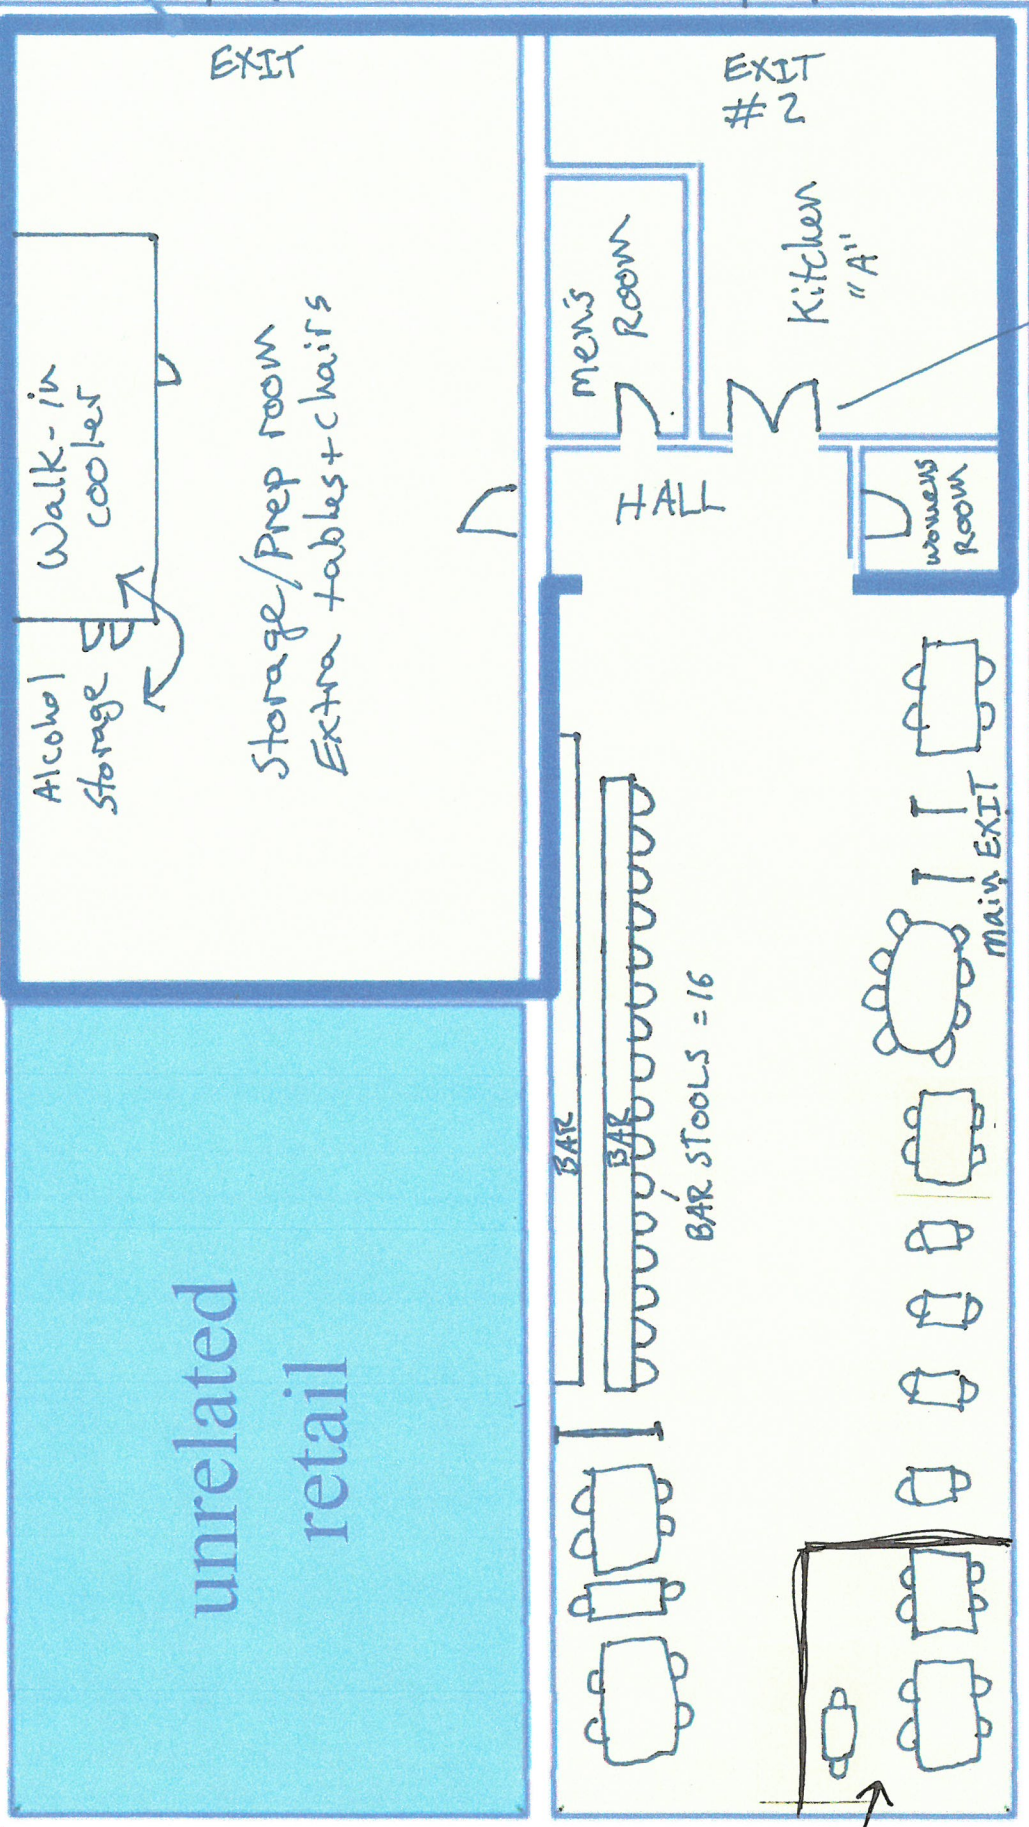 EXIT
EXIT
#2
Walk-in
cooler
Storage/Prep room
Extra tables+chairs
men's
Room
Kitchen
"A"
HALL
womens
Room
Alcohol
Storage
main EXIT
BAR
BAR
BAR STOOLS = 16
unrelated
retail